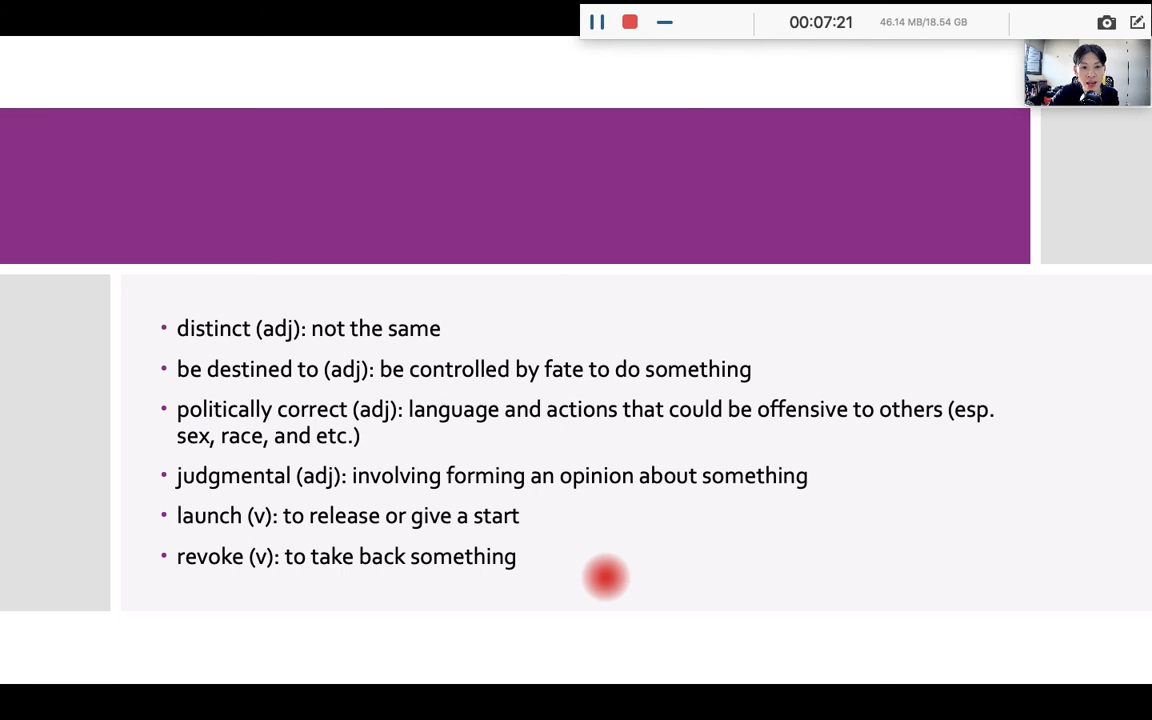 00:07:21
46.14 MB/18.54 GB
• distinct (adj): not the same
• be destined to (adj): be controlled by fate to do something
• politically correct (adj): language and actions that could be offensive to others (esp.
sex, race, and etc.)
• judgmental (adj): involving forming an opinion about something
• launch (v): to release or give a start
• revoke (v): to take back something